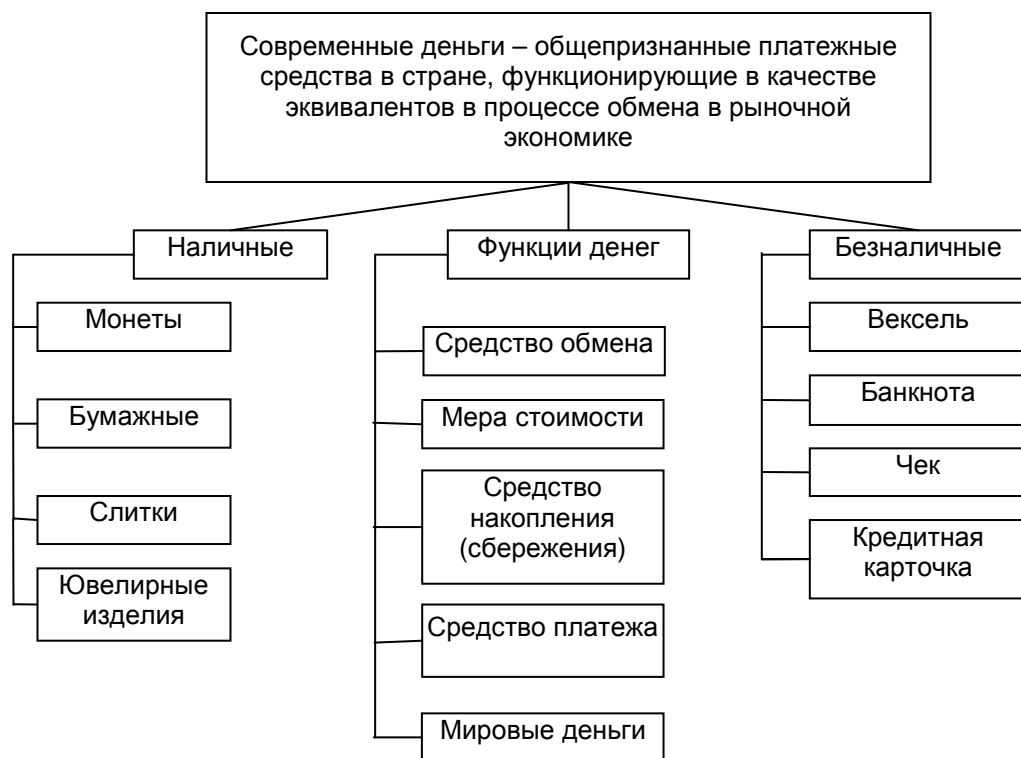 Современные деньги – общепризнанные платежные
средства в стране, функционирующие в качестве
эквивалентов в процессе обмена в рыночной
экономике
Наличные
Монеты
Бумажные
Слитки
Ювелирные
изделия
Функции денег
Средство обмена
Мера стоимости
Средство
накопления
(сбережения)
Средство платежа
Мировые деньги
Безналичные
Вексель
Банкнота
Чек
Кредитная
карточка